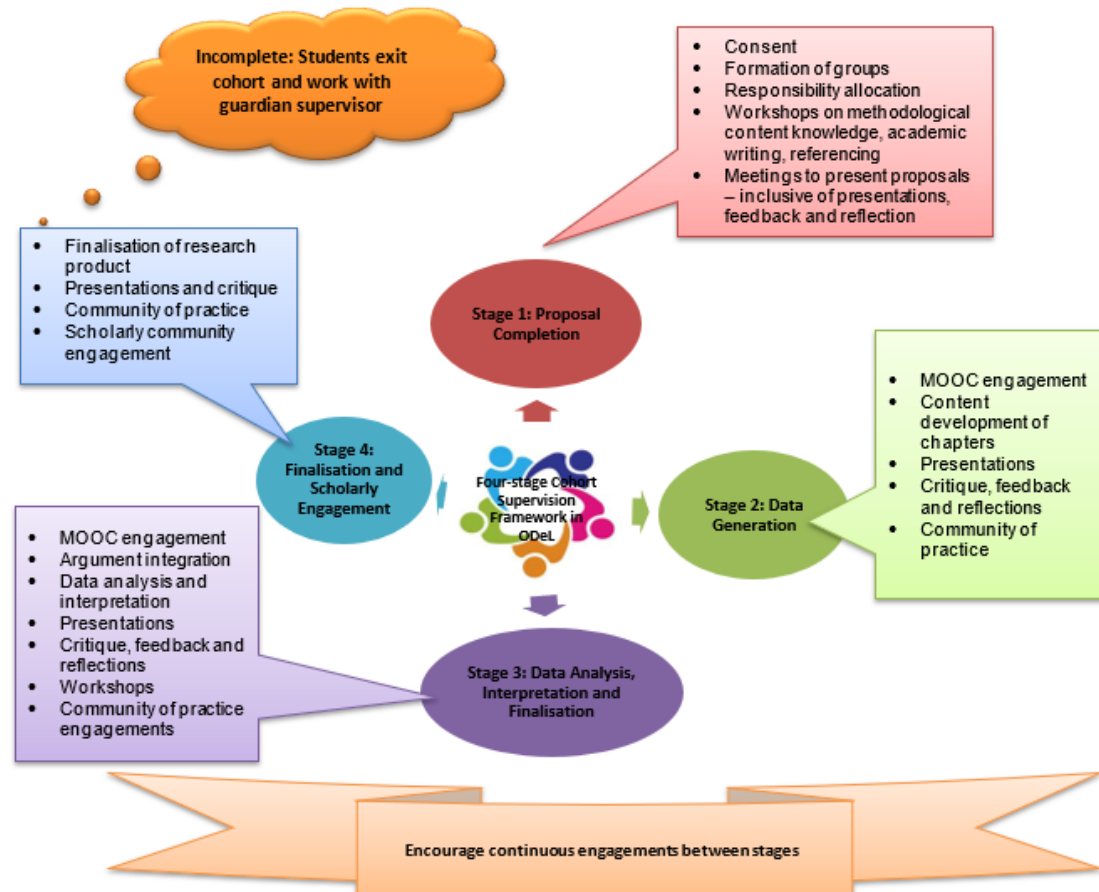 Incomplete: Students exit
cohort and work with
guardian supervisor
• Consent
• Formation of groups
• Responsibility allocation
• Workshops on methodological
content knowledge, academic
writing, referencing
• Meetings to present proposals
– inclusive of presentations,
feedback and reflection
• Finalisation of research
product
• Presentations and critique
• Community of practice
• Scholarly community
engagement
Stage 1: Proposal
Completion
• MOOC engagement
• Content
development of
chapters
• Presentations
• Critique, feedback
and reflections
• Community of
practice
Stage 4:
Finalisation and
Scholarly
Engagement
Four-stage Cohort
Supervision
Framework in
ODeL
Stage 2: Data
Generation
• MOOC engagement
• Argument integration
• Data analysis and
interpretation
• Presentations
• Critique, feedback and
reflections
• Workshops
• Community of practice
engagements
Stage 3: Data Analysis,
Interpretation and
Finalisation
Encourage continuous engagements between stages